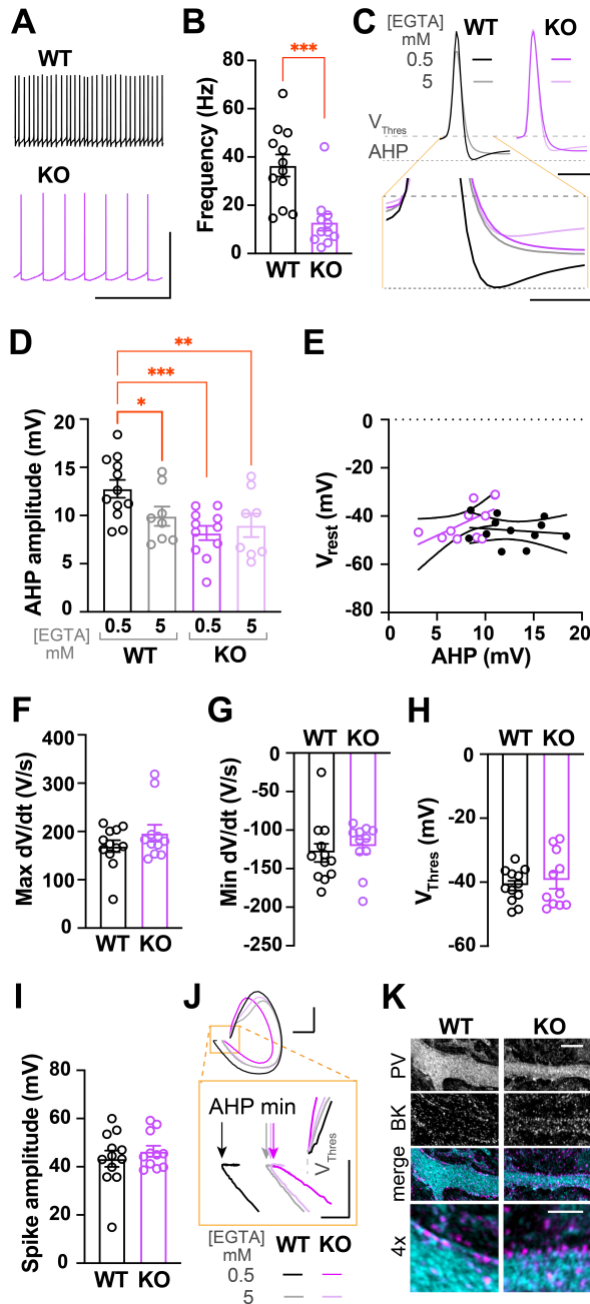 A
WT
KO
B
***
Frequency (Hz)
80
60
40
20
0
WT KO
C
[EGTA] WT KO
mM
0.5
5
VThres
AHP
D
**
***
*
AHP amplitude (mV)
20
15
10
5
0
[EGTA] 0.5 5 0.5 5
mM WT KO
E
Vrest
(mV)
0
-20
-40
-60
-80
0 5 10 15 20
AHP (mV)
F
Max dV/dt (V/s)
400
300
200
100
0
WT KO
G
WT KO
Min dV/dt (V/s)
0
-50
-100
-150
-200
-250
H
WT KO
VThres (mV)
0
-20
-40
-60
I
Spike amplitude (mV)
80
60
40
20
0
WT KO
J
AHP min
VThres
[EGTA] WT KO
mM
0.5
5
K
WT KO
PV
BK
merge
4x